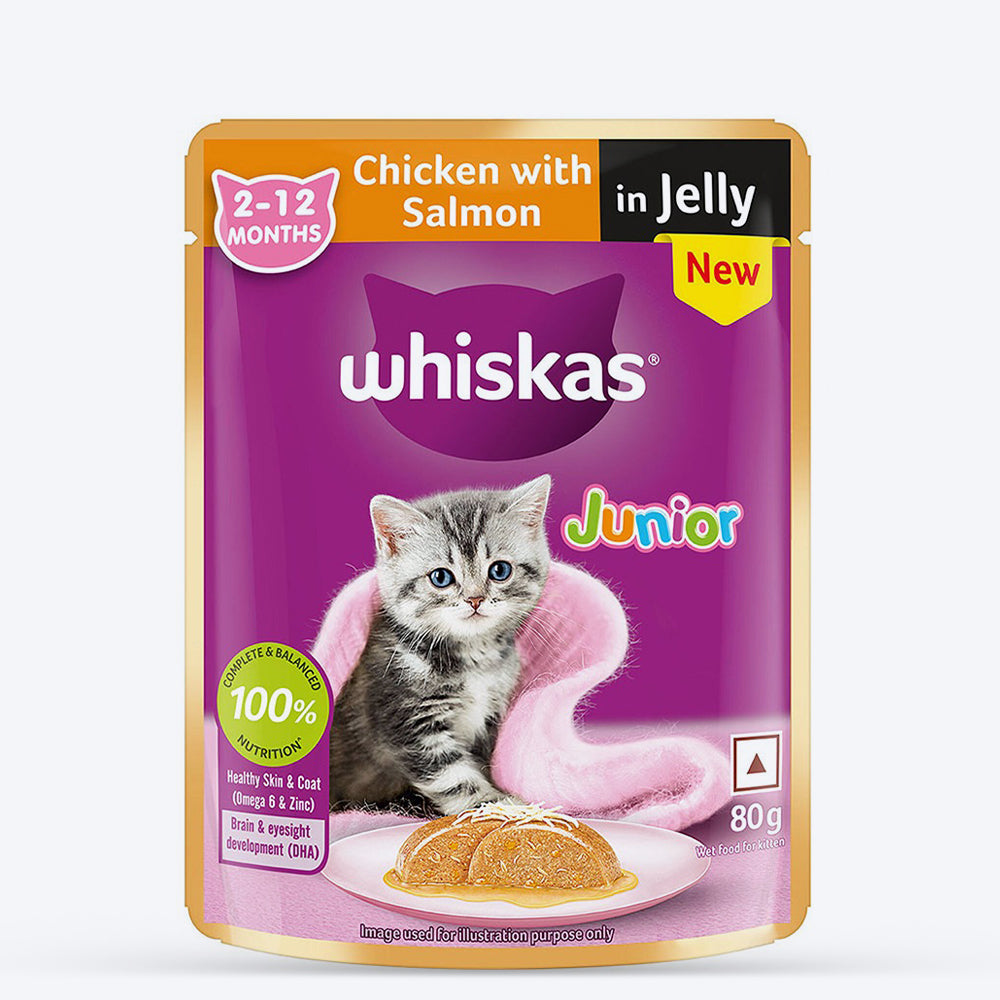 2-12
MONTHS
Chicken with
Salmon
in Jelly
New
whiskas®
Junior
COMPLETE & BALANCED
100%
NUTRITION^
Healthy Skin & Coat
(Omega 6 & Zinc)
Brain & eyesight
development (DHA)
80g
Wet food for kitten
Image used for illustration purpose only